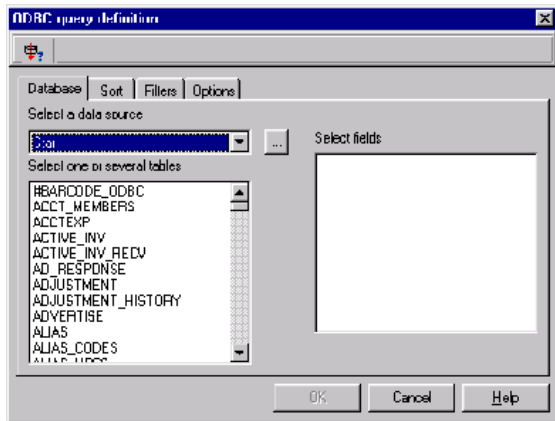 ODBC query definition
Database Sort Filters Options
Select a data source
Select fields
...
Select one or several tables
#BARCODE_ODBC
ACCT_MEMBERS
ACCTEXP
ACTIVE_INV
ACTIVE_INV_RECV
AD_RESPONSE
ADJUSTMENT
ADJUSTMENT_HISTORY
ADVERTISE
ALIAS
ALIAS_CODES
OK Cancel Help